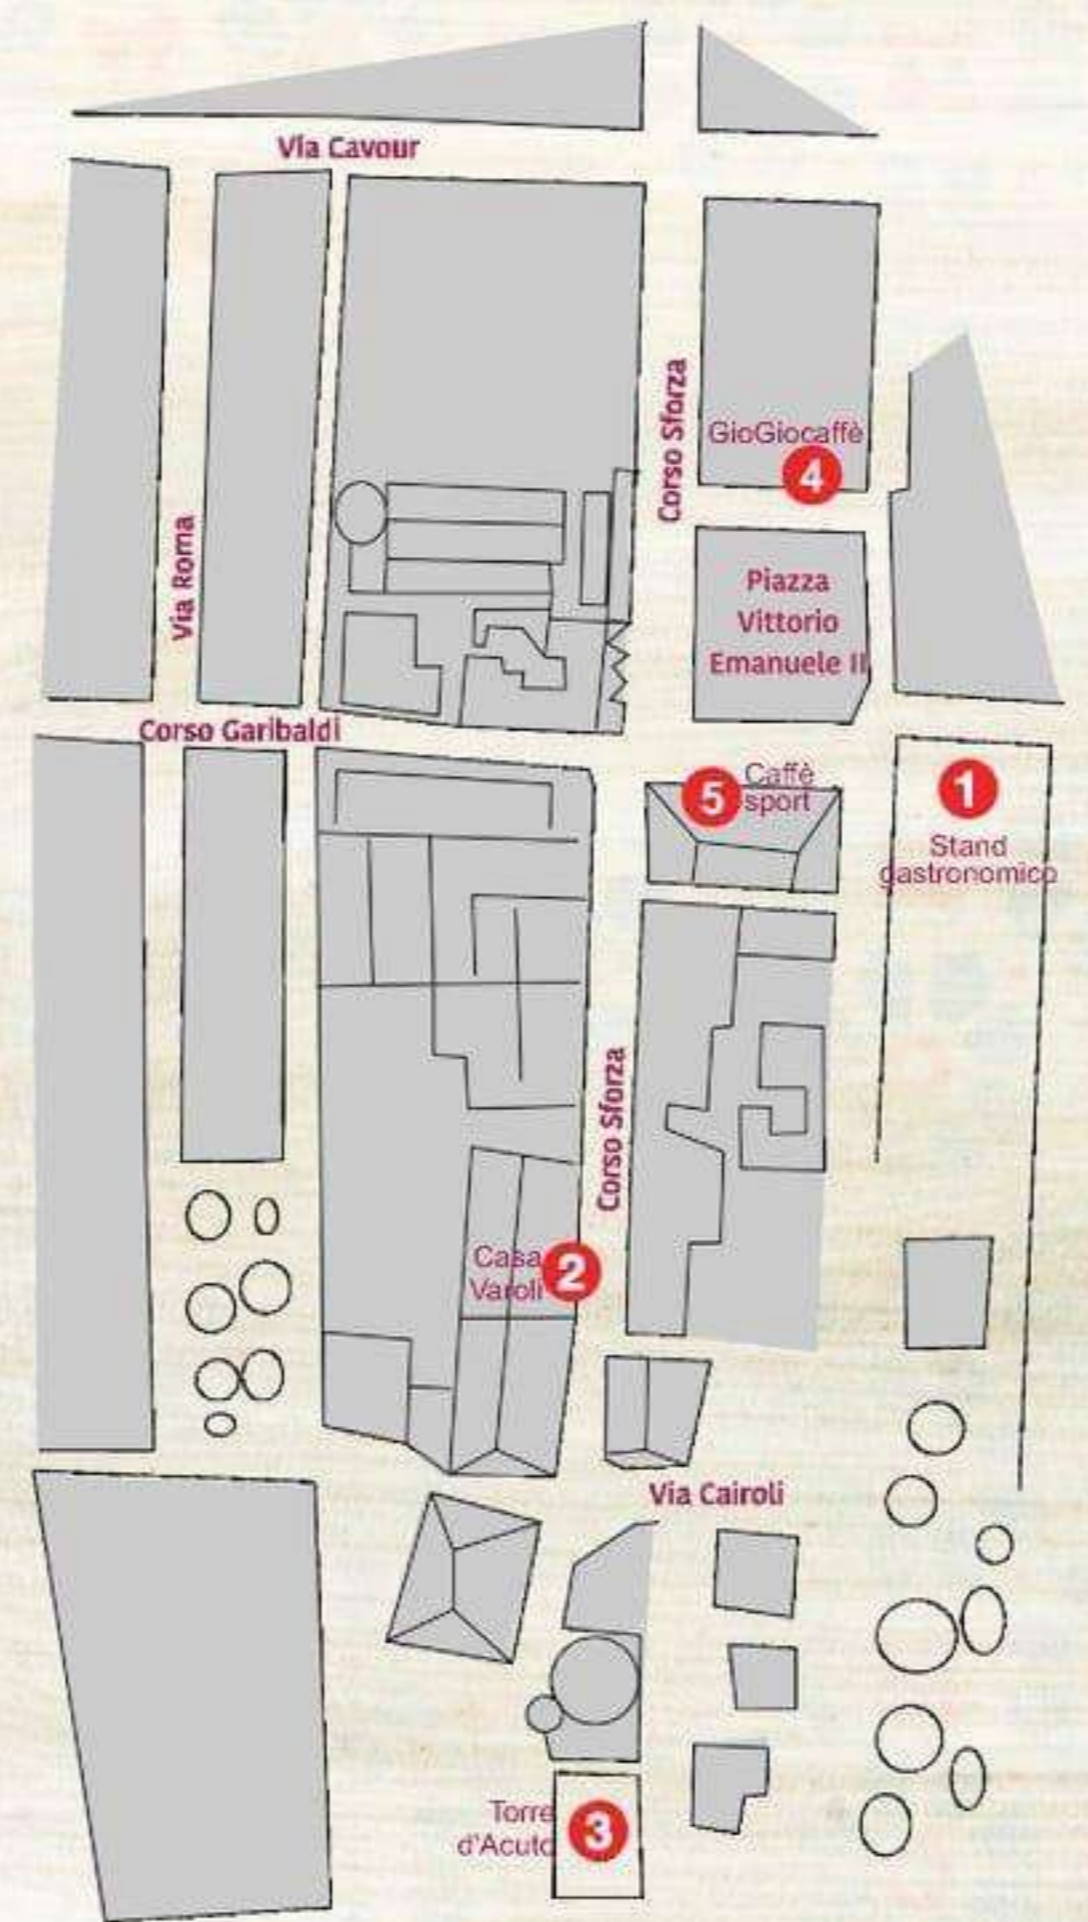 Via Cavour
Corso Sforza
GioGiocaffè
4
Via Roma
Piazza
Vittorio
Emanuele II
Corso Garibaldi
5
Caffè
sport
1
Stand
gastronomico
Corso Sforza
Casa
Varoli
2
Via Cairoli
Torre
d'Acuto
3